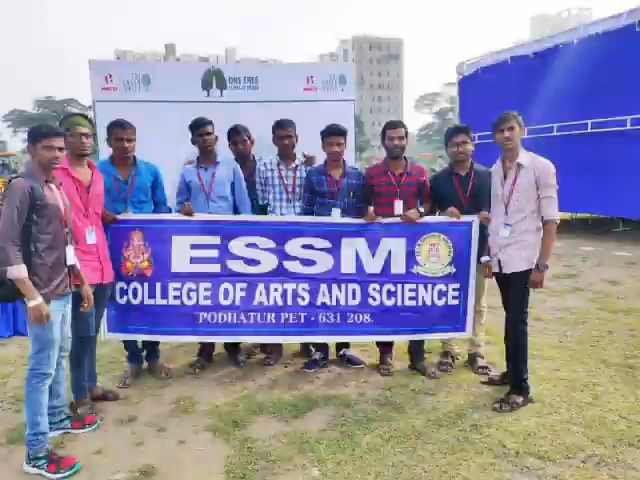 ONE TREE
ESSM
COLLEGE OF ARTS AND SCIENCE
PODHATUR PET - 631 208.